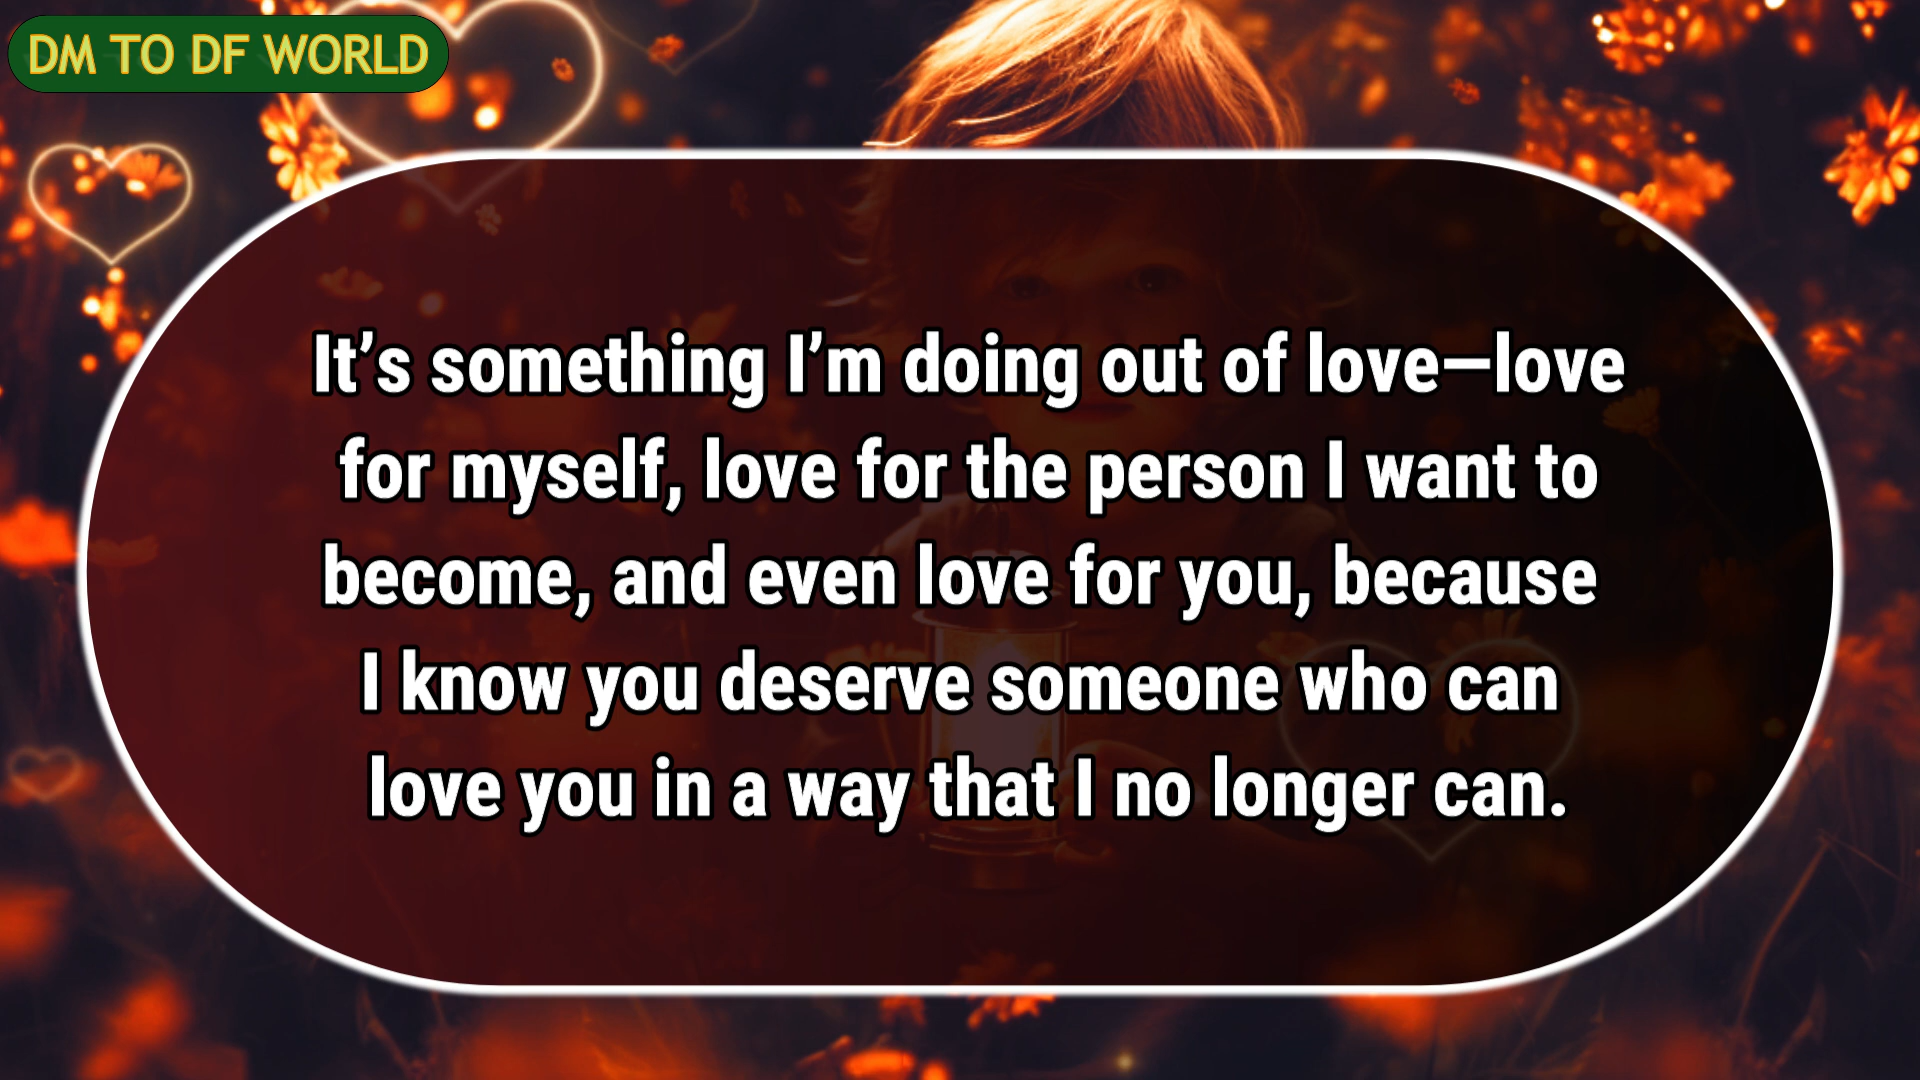 DM TO DF WORLD
It’s something I’m doing out of love—love
for myself, love for the person I want to
become, and even love for you, because
I know you deserve someone who can
love you in a way that I no longer can.